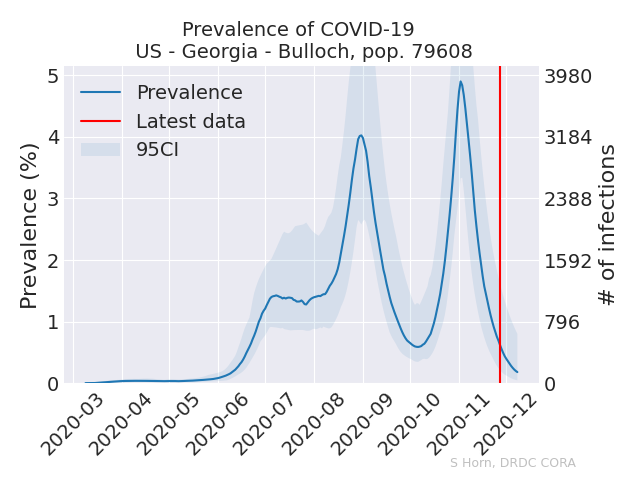 Prevalence of COVID-19
US - Georgia - Bulloch, pop. 79608
Prevalence (%)
5
4
3
2
1
0
Prevalence
Latest data
95CI
3980
3184
2388
1592
796
0
# of infections
2020-03
2020-04
2020-05
2020-06
2020-07
2020-08
2020-09
2020-10
2020-11
2020-12
S Horn, DRDC CORA